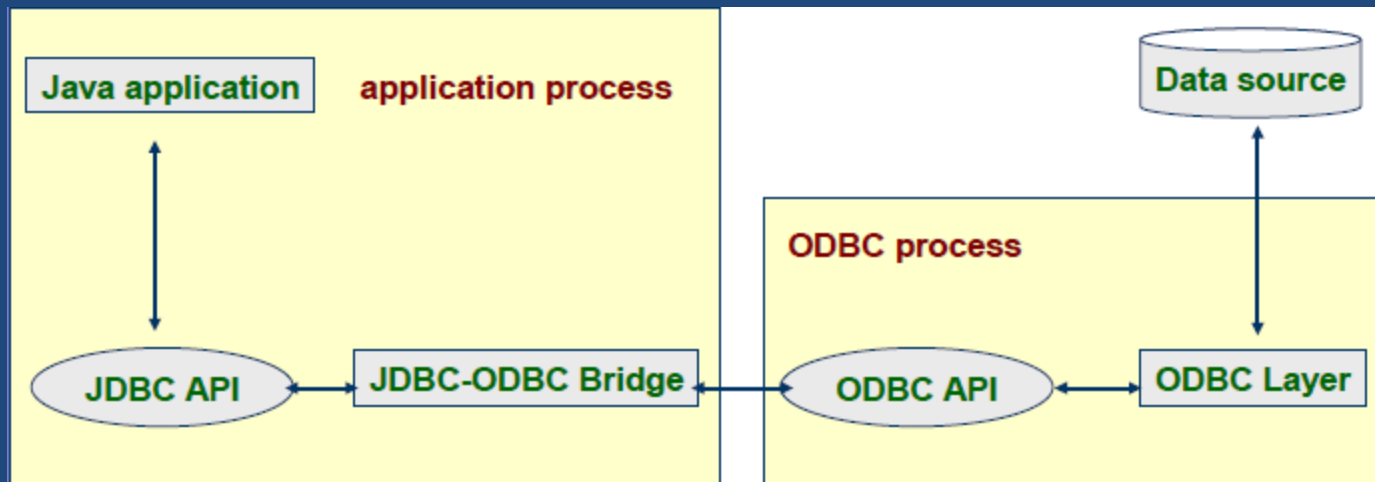 Java application
application process
Data source
ODBC process
JDBC API
JDBC-ODBC Bridge
ODBC API
ODBC Layer